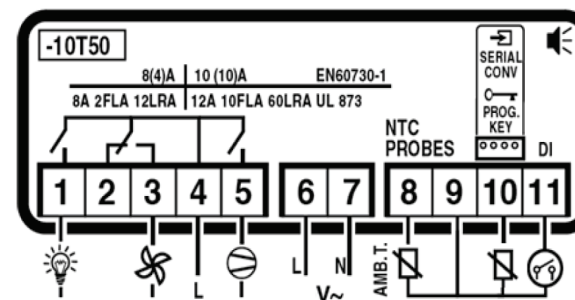 -10T50
8(4)A 10 (10)A EN60730-1
8A 2FLA 12LRA 12A 10FLA 60LRA UL 873
SERIAL
CONV
PROG.
KEY
NTC
PROBES
DI
1 2 3 4 5 6 7 8 9 10 11
L
L N
V~
AMB. T.